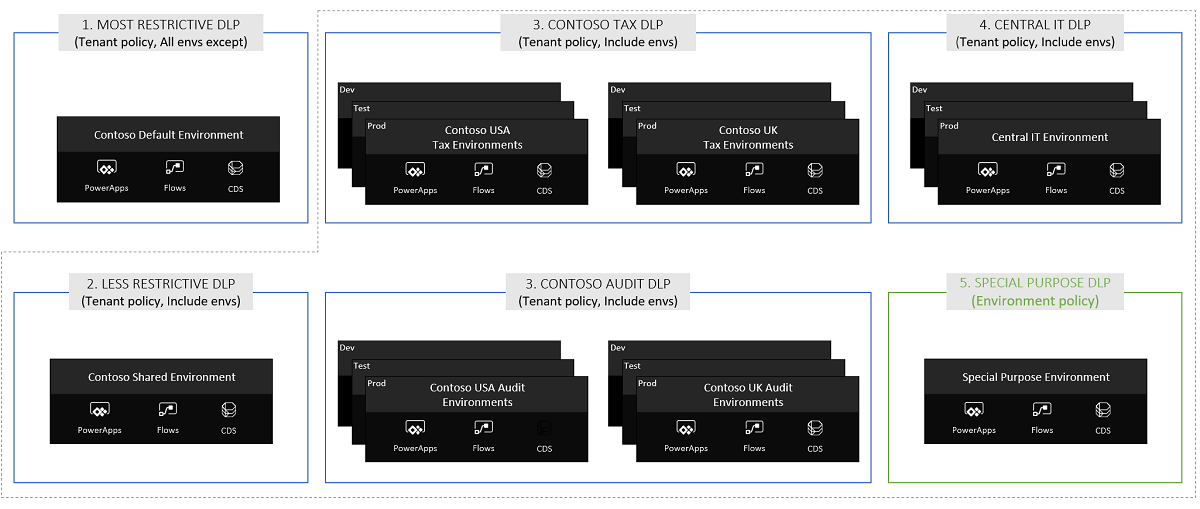 1. MOST RESTRICTIVE DLP
(Tenant policy, All envs except)
Contoso Default Environment
PowerApps
Flows
CDS
3. CONTOSO TAX DLP
(Tenant policy, Include envs)
Dev
Test
Prod
Contoso USA
Tax Environments
PowerApps
Flows
CDS
Dev
Test
Prod
Contoso UK
Tax Environments
PowerApps
Flows
CDS
4. CENTRAL IT DLP
(Tenant policy, Include envs)
Dev
Test
Prod
Central IT Environment
PowerApps
Flows
CDS
2. LESS RESTRICTIVE DLP
(Tenant policy, Include envs)
Contoso Shared Environment
PowerApps
Flows
CDS
3. CONTOSO AUDIT DLP
(Tenant policy, Include envs)
Dev
Test
Prod
Contoso USA Audit
Environments
PowerApps
Flows
CDS
Dev
Test
Prod
Contoso UK Audit
Environments
PowerApps
Flows
CDS
5. SPECIAL PURPOSE DLP
(Environment policy)
Special Purpose Environment
PowerApps
Flows
CDS